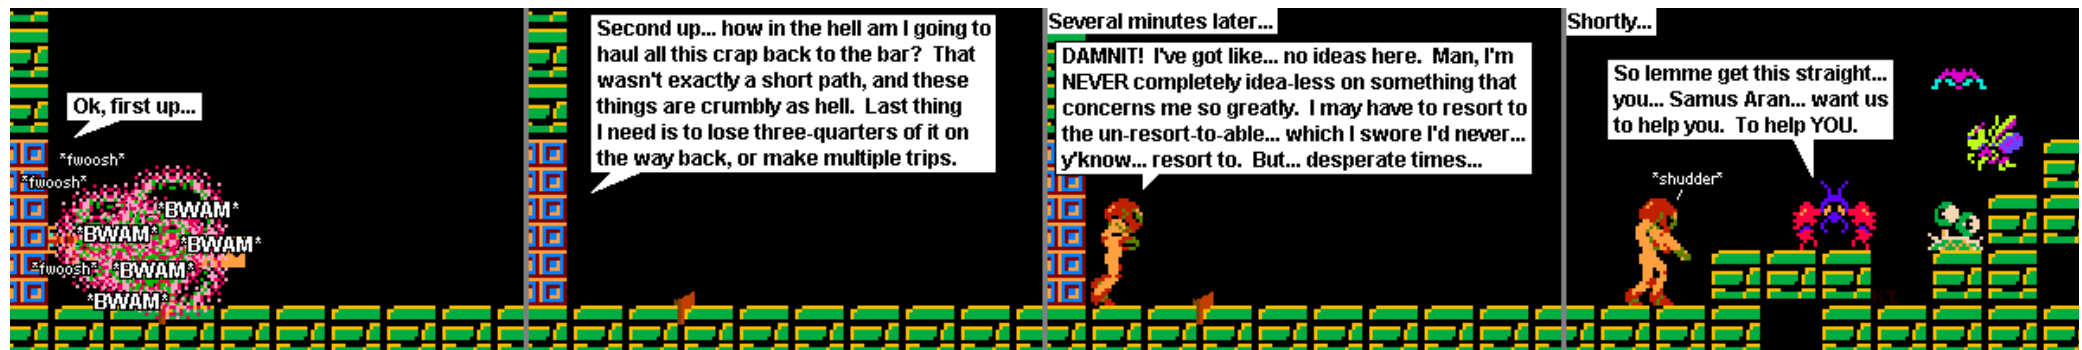 Ok, first up...
*fwoosh*
*fwoosh*
*BWAM*
*BWAM*
*BWAM*
*fwoosh*
*BWAM*
*BWAM*
Second up... how in the hell am I going to
haul all this crap back to the bar? That
wasn't exactly a short path, and these
things are crumbly as hell. Last thing
I need is to lose three-quarters of it on
the way back, or make multiple trips.
Several minutes later...
DAMNIT! I've got like... no ideas here. Man, I'm
NEVER completely idea-less on something that
concerns me so greatly. I may have to resort to
the un-resort-to-able... which I swore I'd never...
y'know... resort to. But... desperate times...
Shortly...
So lemme get this straight...
you... Samus Aran... want us
to help you. To help YOU.
*shudder*